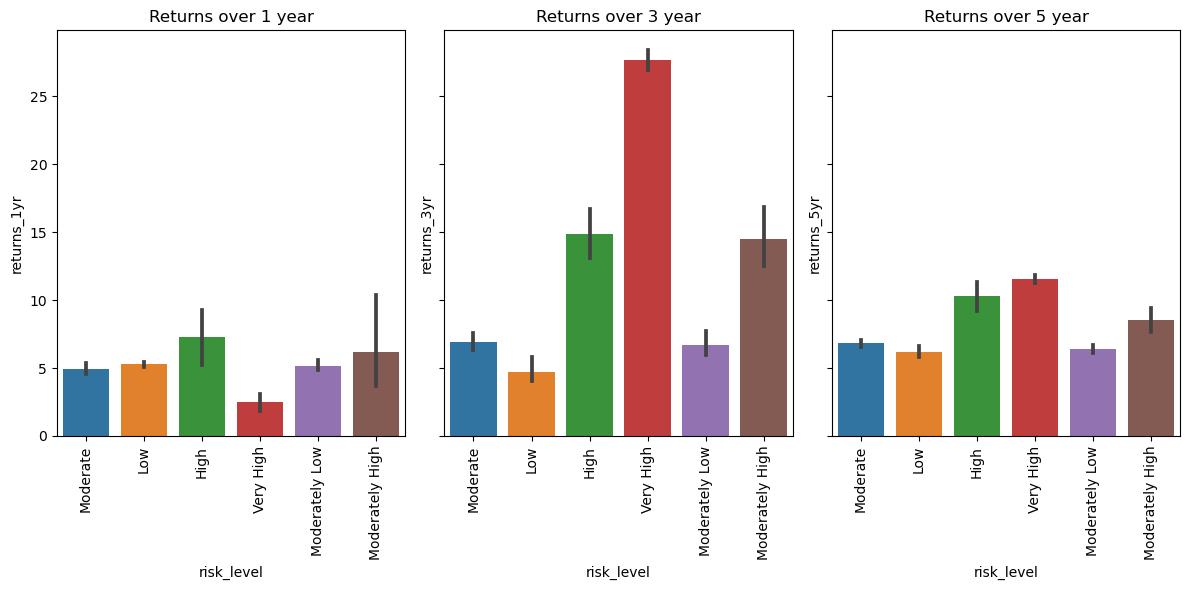 Returns over 1 year
returns_1yr
25
20
15
10
5
0
Moderate
Low
High
Very High
Moderately Low
Moderately High
risk_level
Returns over 3 year
returns_3yr
Moderate
Low
High
Very High
Moderately Low
Moderately High
risk_level
Returns over 5 year
returns_5yr
Moderate
Low
High
Very High
Moderately Low
Moderately High
risk_level